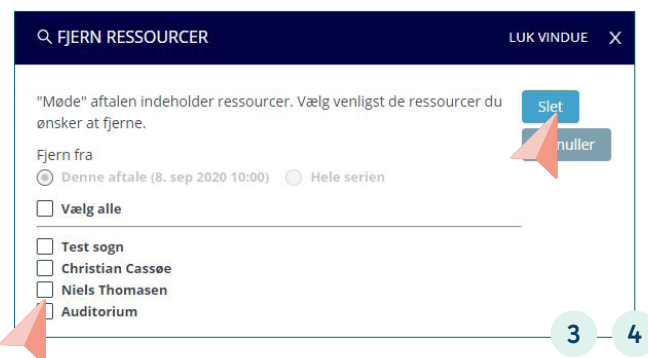 FJERN RESSOURCER
LUK VINDUE X
"Møde" aftalen indeholder ressourcer. Vælg venligst de ressourcer du
ønsker at fjerne.
Slet
nuller
Fjern fra
Denne aftale (8. sep 2020 10:00) Hele serien
Vælg alle
Test sogn
Christian Cassøe
Niels Thomasen
Auditorium
3 4